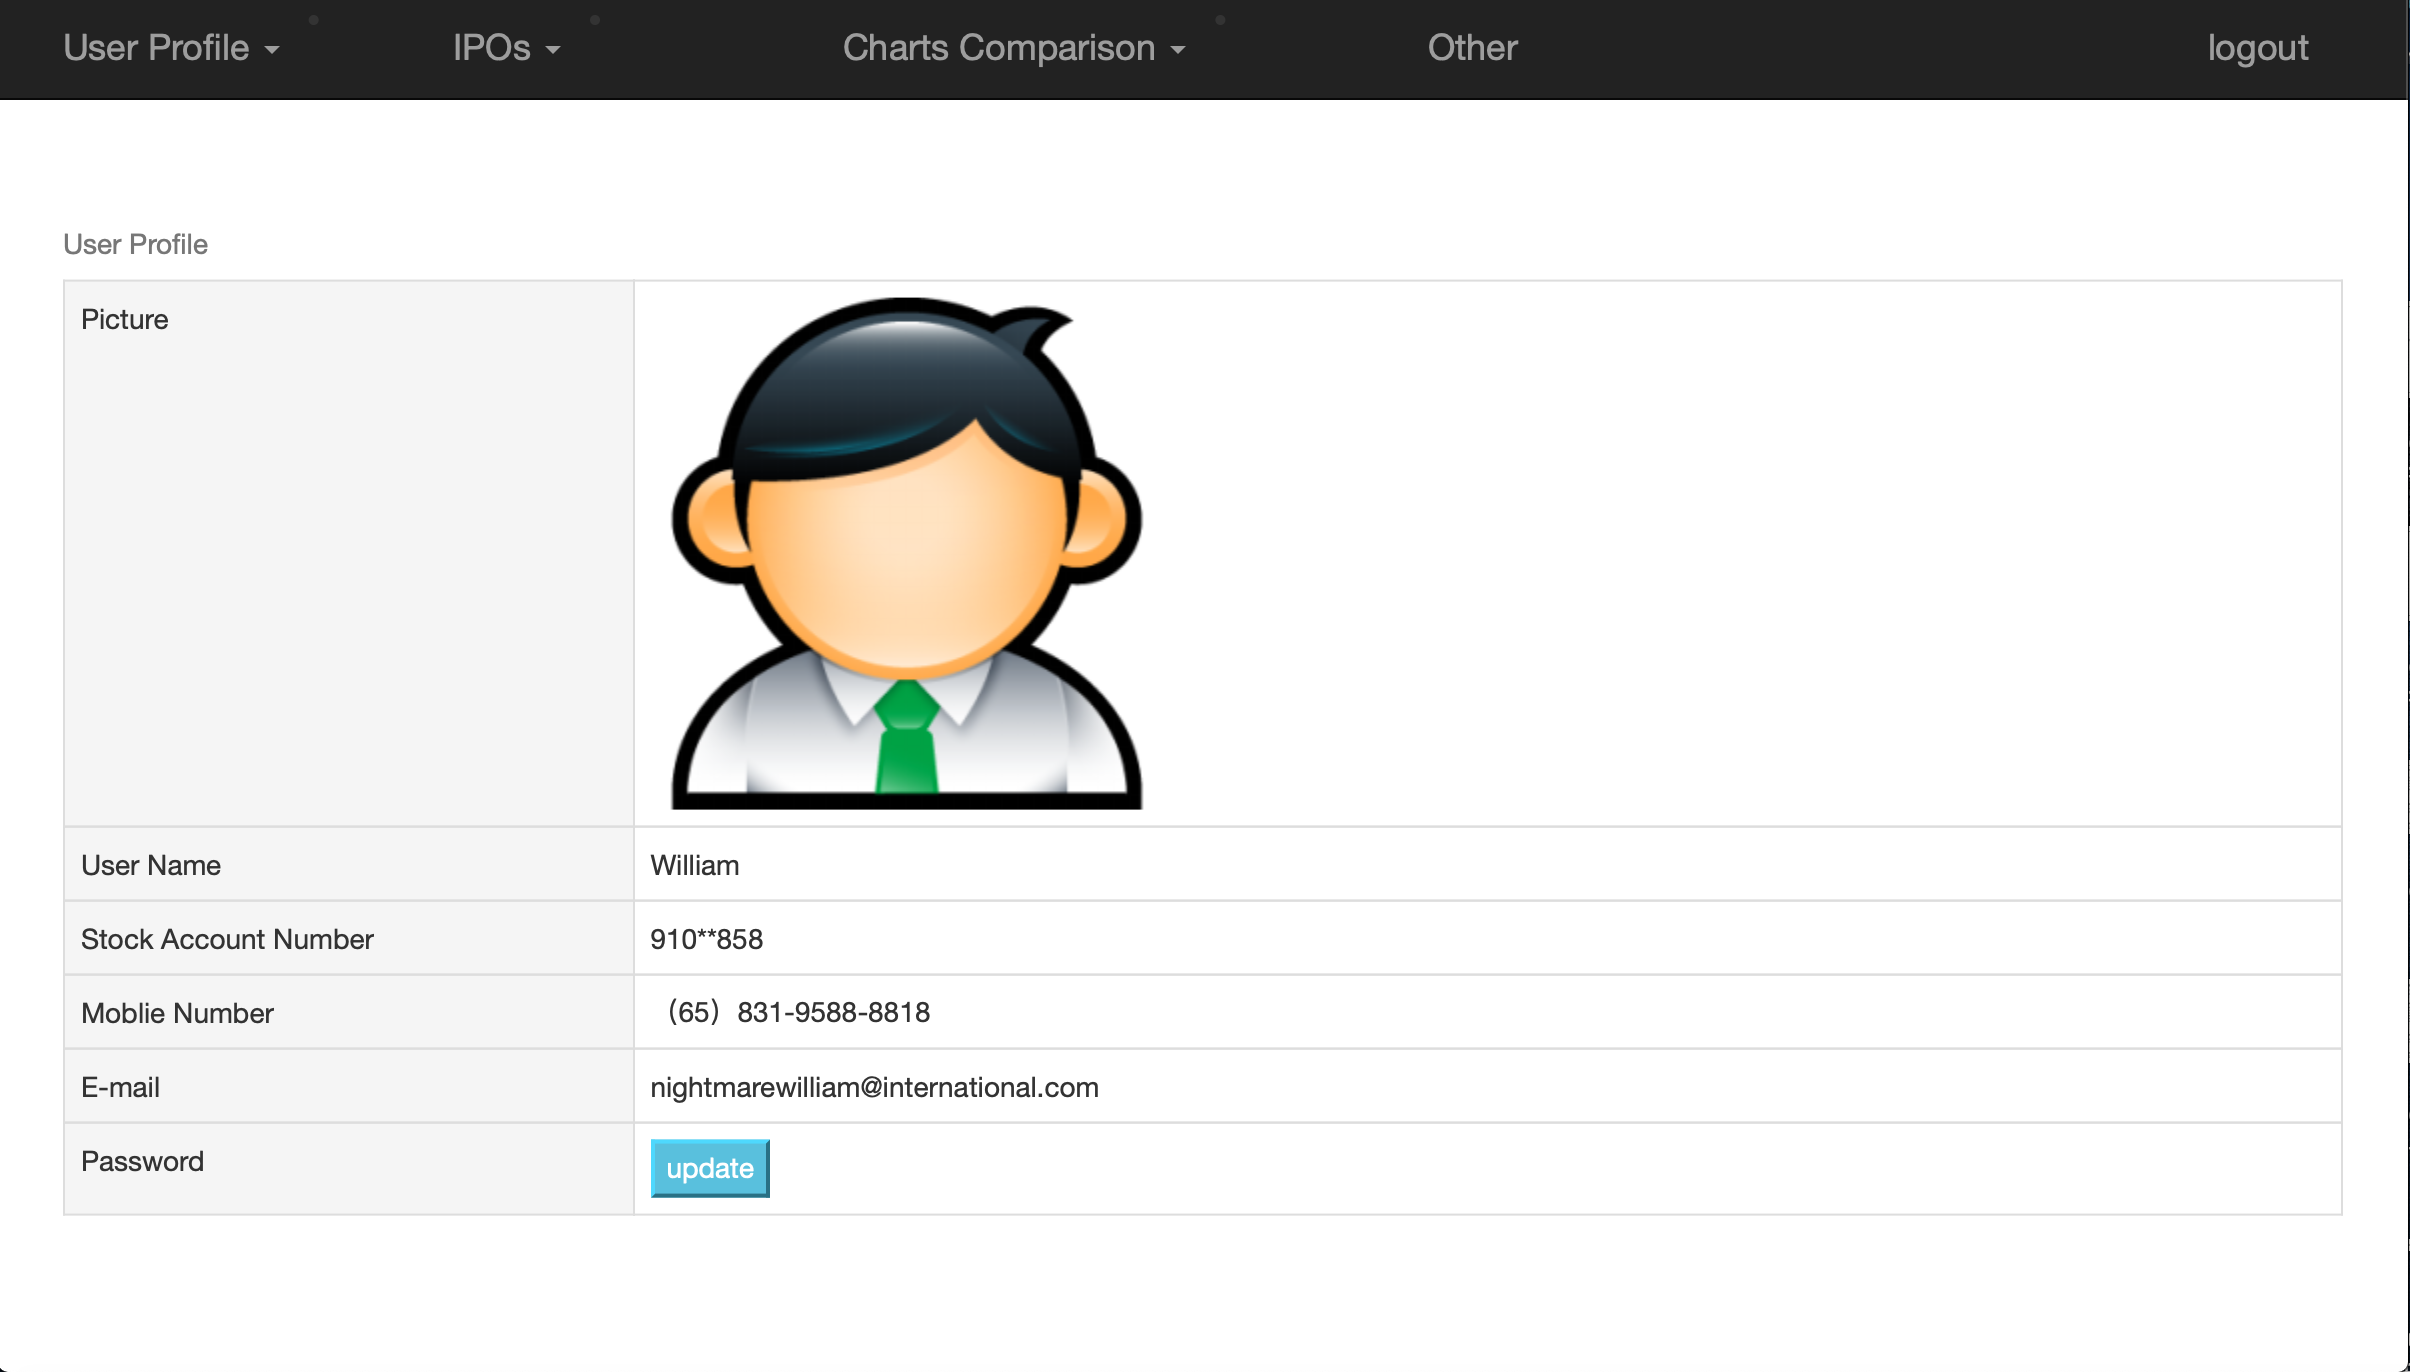 User Profile IPOs Charts Comparison Other logout
User Profile
Picture
User Name William
Stock Account Number 910**858
Moblie Number （65）831-9588-8818
E-mail nightmarewilliam@international.com
Password update